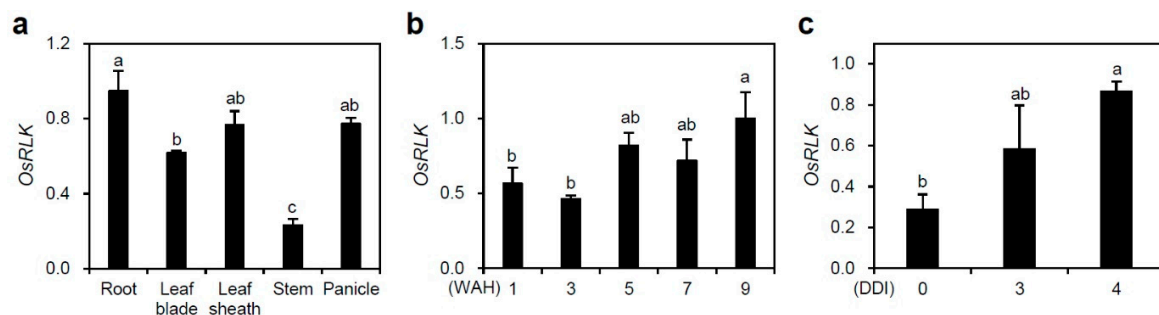 a
OsRLK
1.2
0.8
0.4
0.0
a
b
ab
c
ab
Root
Leaf
blade
Leaf
sheath
Stem
Panicle
b
OsRLK
1.5
1.0
0.5
0.0
b
b
ab
ab
a
(WAH) 1 3 5 7 9
c
OsRLK
1.0
0.8
0.6
0.4
0.2
0.0
b
ab
a
(DDI) 0 3 4